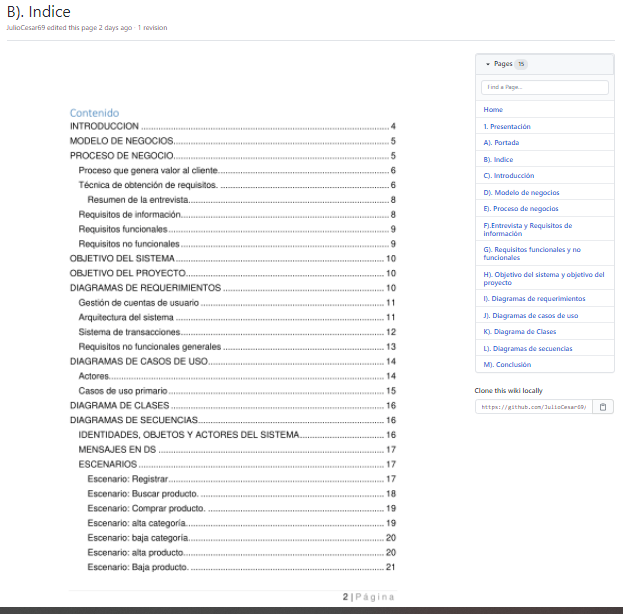 B). Indice
JulioCesar69 edited this page 2 days ago · 1 revision
Contenido
INTRODUCCION ........ 4
MODELO DE NEGOCIOS ........ 5
PROCESO DE NEGOCIO ........ 5
Proceso que genera valor al cliente ........ 6
Técnica de obtención de requisitos. ........ 6
Resumen de la entrevista ........ 8
Requisitos de información ........ 8
Requisitos funcionales ........ 9
Requisitos no funcionales ........ 9
OBJETIVO DEL SISTEMA ........ 10
OBJETIVO DEL PROYECTO ........ 10
DIAGRAMAS DE REQUERIMIENTOS ........ 10
Gestión de cuentas de usuario ........ 11
Arquitectura del sistema ........ 11
Sistema de transacciones ........ 12
Requisitos no funcionales generales ........ 13
DIAGRAMAS DE CASOS DE USO ........ 14
Actores ........ 14
Casos de uso primario ........ 15
DIAGRAMA DE CLASES ........ 16
DIAGRAMAS DE SECUENCIAS ........ 16
IDENTIDADES, OBJETOS Y ACTORES DEL SISTEMA ........ 16
MENSAJES EN DS ........ 17
ESCENARIOS ........ 17
Escenario: Registrar ........ 17
Escenario: Buscar producto. ........ 18
Escenario: Comprar producto. ........ 19
Escenario: alta categoría ........ 19
Escenario: baja categoría ........ 20
Escenario: alta producto ........ 20
Escenario: Baja producto. ........ 21
2 | Página
Pages 15
Find a Page...
Home
1. Presentación
A). Portada
B). Indice
C). Introducción
D). Modelo de negocios
E). Proceso de negocios
F).Entrevista y Requisitos de
información
G). Requisitos funcionales y no
funcionales
H). Objetivo del sistema y objetivo del
proyecto
I). Diagramas de requerimientos
J). Diagramas de casos de uso
K). Diagrama de Clases
L). Diagramas de secuencias
M). Conclusión
Clone this wiki locally
https://github.com/JulioCesar69/